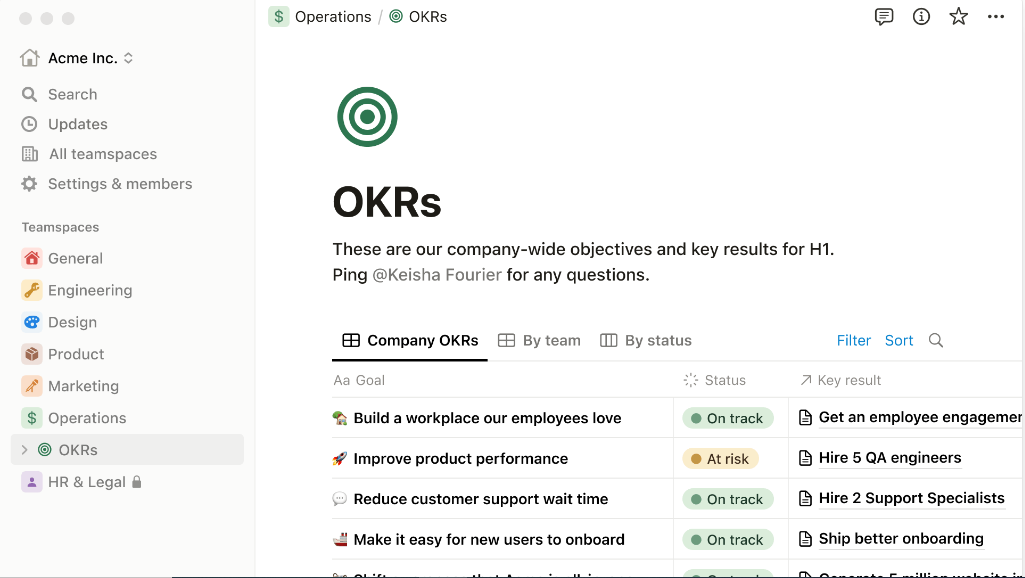 Acme Inc.
Search
Updates
All teamspaces
Settings & members
Teamspaces
General
Engineering
Design
Product
Marketing
$ Operations
OKRs
HR & Legal
$ Operations / OKRs
OKRs
These are our company-wide objectives and key results for H1.
Ping @Keisha Fourier for any questions.
Company OKRs By team By status Filter Sort
Aa Goal Status Key result
Build a workplace our employees love On track Get an employee engagemen
Improve product performance At risk Hire 5 QA engineers
Reduce customer support wait time On track Hire 2 Support Specialists
Make it easy for new users to onboard On track Ship better onboarding